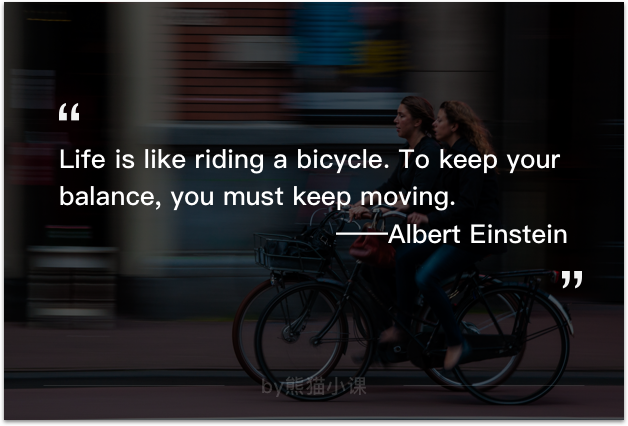 “
Life is like riding a bicycle. To keep your
balance, you must keep moving.
——Albert Einstein
”
by熊猫小课